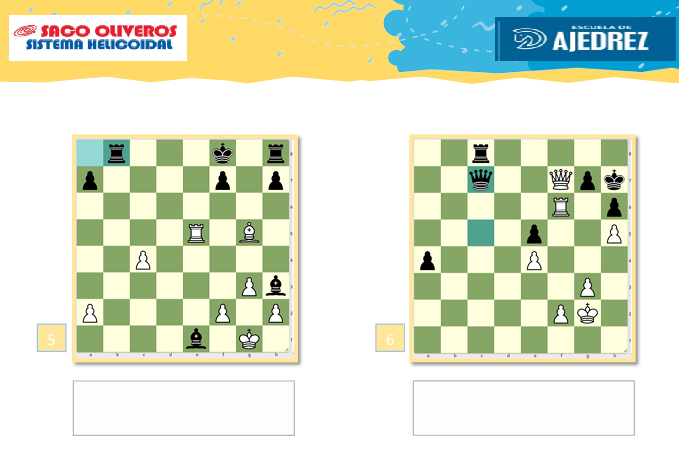 SACO OLIVEROS
SISTEMA HELICOIDAL
ESCUELA DE
AJEDREZ
5
6